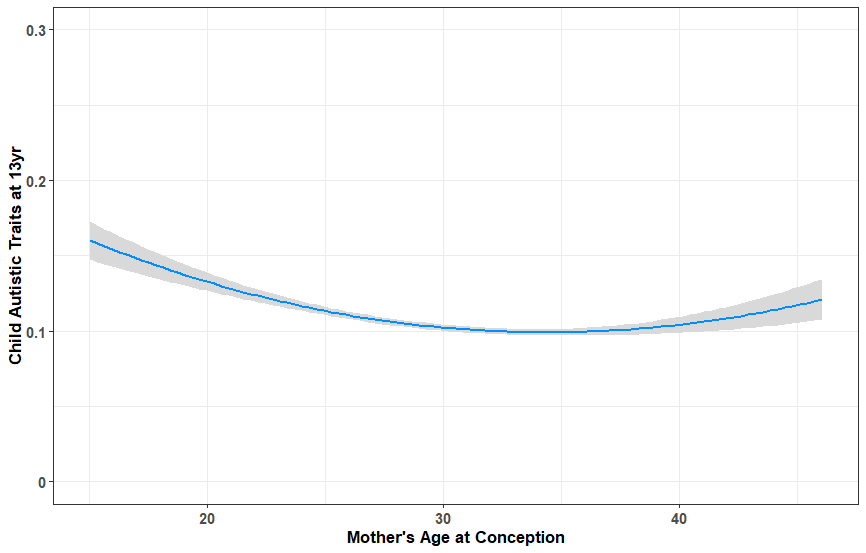 Child Autistic Traits at 13yr
0.3
0.2
0.1
0
20 30 40
Mother's Age at Conception